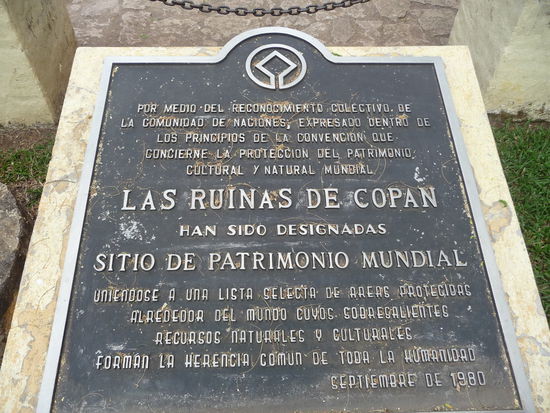 POR MEDIO DEL RECONOCIMIENTO COLECTIVO, DE
LA COMUNIDAD DE NACIONES, EXPRESADO DENTRO DE
LOS PRINCIPIOS DE LA CONVENCION QUE
CONCIERNE LA PROTECCION DEL PATRIMONIO
CULTURAL Y NATURAL MUNDIAL
LAS RUINAS DE COPAN
HAN SIDO DESIGNADAS
SITIO DE PATRIMONIO MUNDIAL
UNIENDOSE A UNA LISTA SELECTA DE AREAS PROTEGIDAS
ALREDEDOR DEL MUNDO CUYOS SOBRESALIENTES
RECURSOS NATURALES Y CULTURALES
FORMAN LA HERENCIA COMUN DE TODA LA HUMANIDAD
SEPTIEMBRE DE 1980